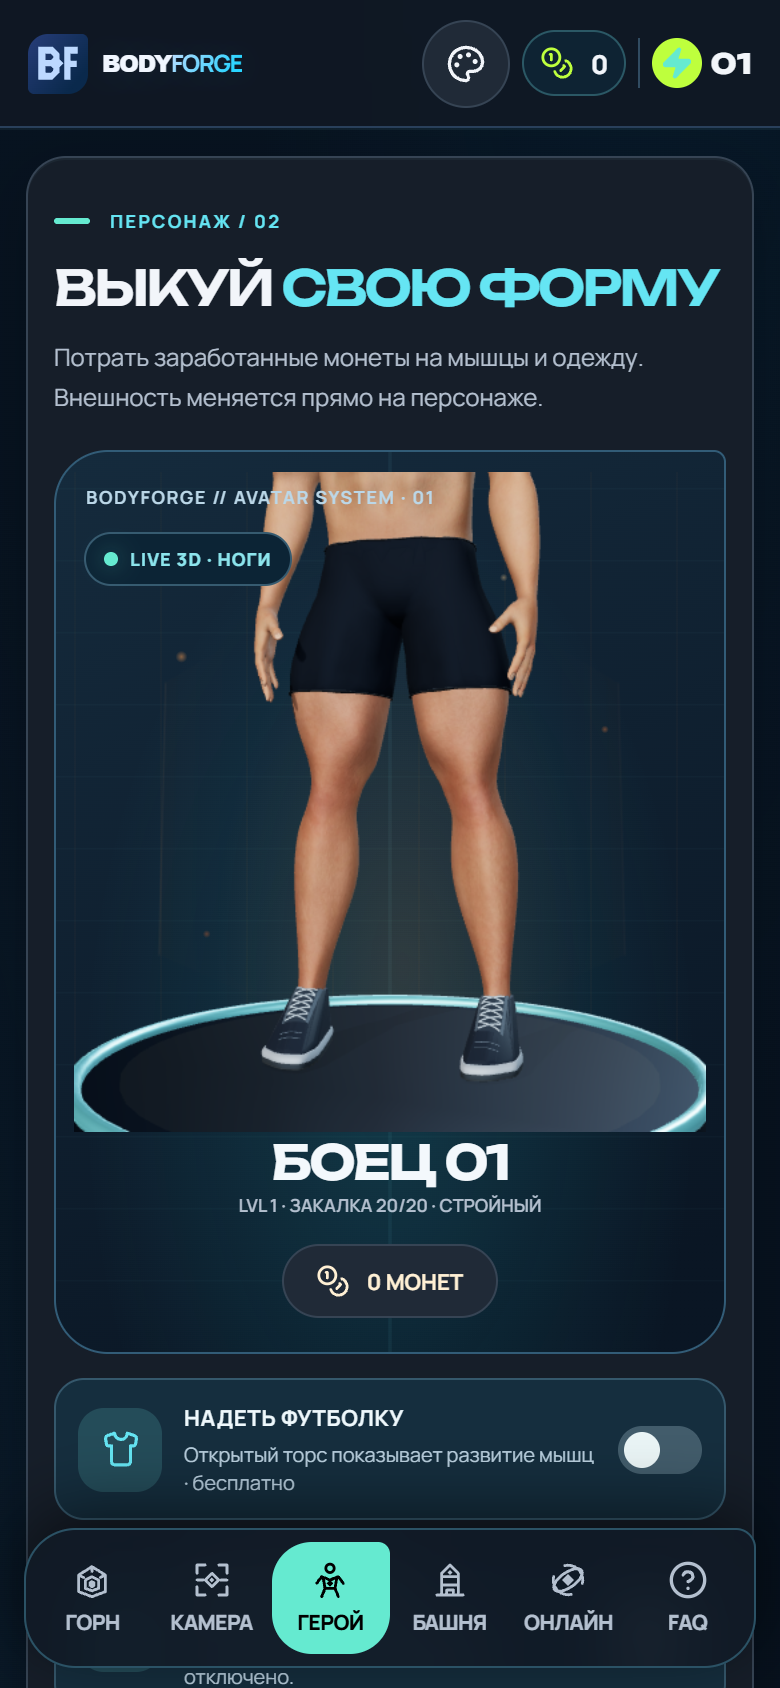 BF BODYFORGE
0
01
ПЕРСОНАЖ / 02
ВЫКУЙ СВОЮ ФОРМУ
Потрать заработанные монеты на мышцы и одежду.
Внешность меняется прямо на персонаже.
BODYFORGE // AVATAR SYSTEM · 01
LIVE 3D · НОГИ
БОЕЦ 01
LVL 1 · ЗАКАЛКА 20/20 · СТРОЙНЫЙ
0 МОНЕТ
НАДЕТЬ ФУТБОЛКУ
Открытый торс показывает развитие мышц
· бесплатно
ГОРН
КАМЕРА
ГЕРОЙ
БАШНЯ
ОНЛАЙН
FAQ
отключено.